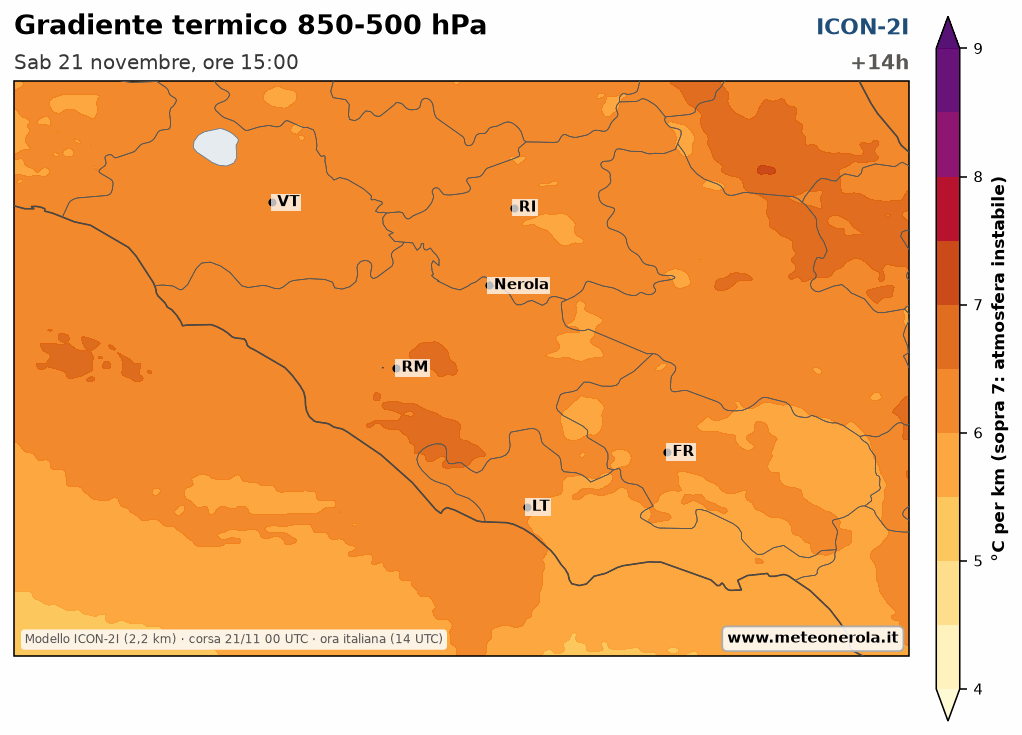 Gradiente termico 850-500 hPa
ICON-2I
Sab 21 novembre, ore 15:00
+14h
VT
RI
Nerola
RM
FR
LT
Modello ICON-2I (2,2 km) · corsa 21/11 00 UTC · ora italiana (14 UTC)
www.meteonerola.it
9
8
7
6
5
4
°C per km (sopra 7: atmosfera instabile)